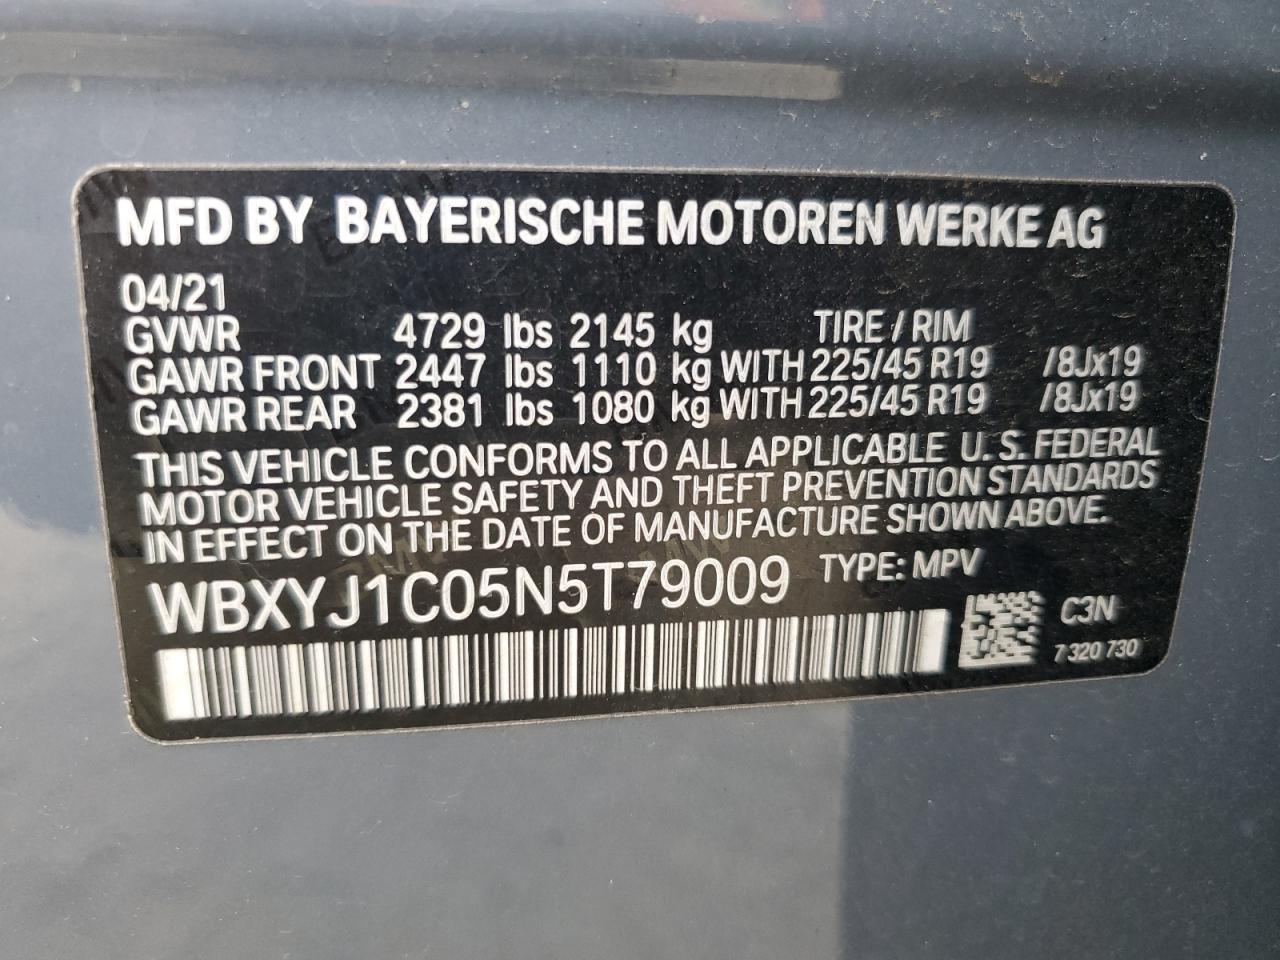 MFD BY BAYERISCHE MOTOREN WERKE AG
04/21
GVWR 4729 lbs 2145 kg TIRE / RIM
GAWR FRONT 2447 lbs 1110 kg WITH 225/45 R19 /8Jx19
GAWR REAR 2381 lbs 1080 kg WITH 225/45 R19 /8Jx19
THIS VEHICLE CONFORMS TO ALL APPLICABLE U. S. FEDERAL
MOTOR VEHICLE SAFETY AND THEFT PREVENTION STANDARDS
IN EFFECT ON THE DATE OF MANUFACTURE SHOWN ABOVE.
WBXYJ1C05N5T79009 TYPE: MPV
C3N
7 320 730